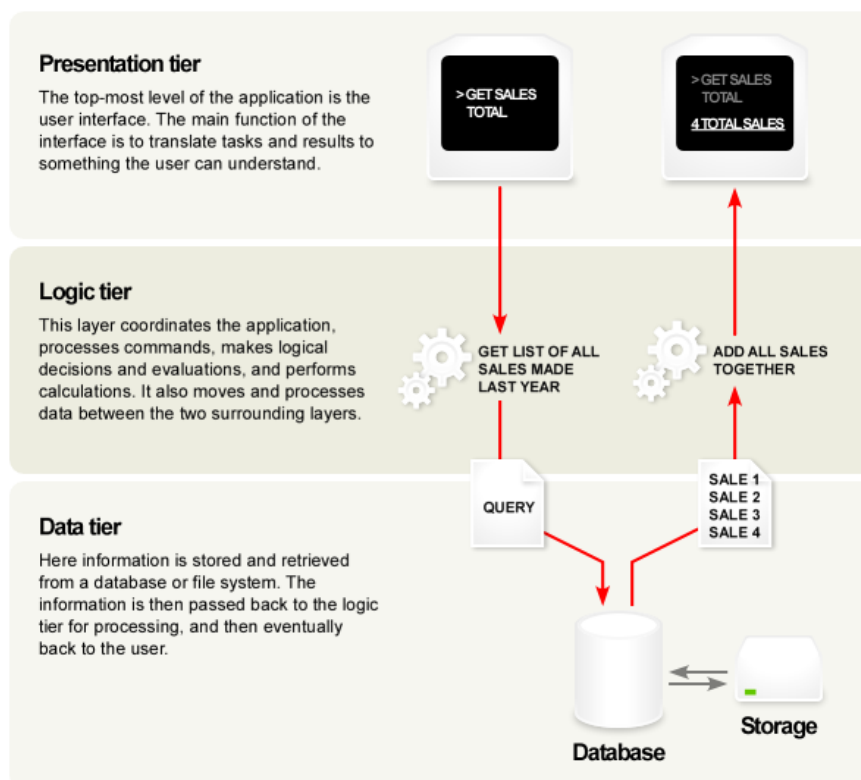 Presentation tier
The top-most level of the application is the
user interface. The main function of the
interface is to translate tasks and results to
something the user can understand.
>GET SALES
TOTAL
>GET SALES
TOTAL
4 TOTAL SALES
Logic tier
This layer coordinates the application,
processes commands, makes logical
decisions and evaluations, and performs
calculations. It also moves and processes
data between the two surrounding layers.
GET LIST OF ALL
SALES MADE
LAST YEAR
ADD ALL SALES
TOGETHER
Data tier
Here information is stored and retrieved
from a database or file system. The
information is then passed back to the logic
tier for processing, and then eventually
back to the user.
QUERY
SALE 1
SALE 2
SALE 3
SALE 4
Database
Storage